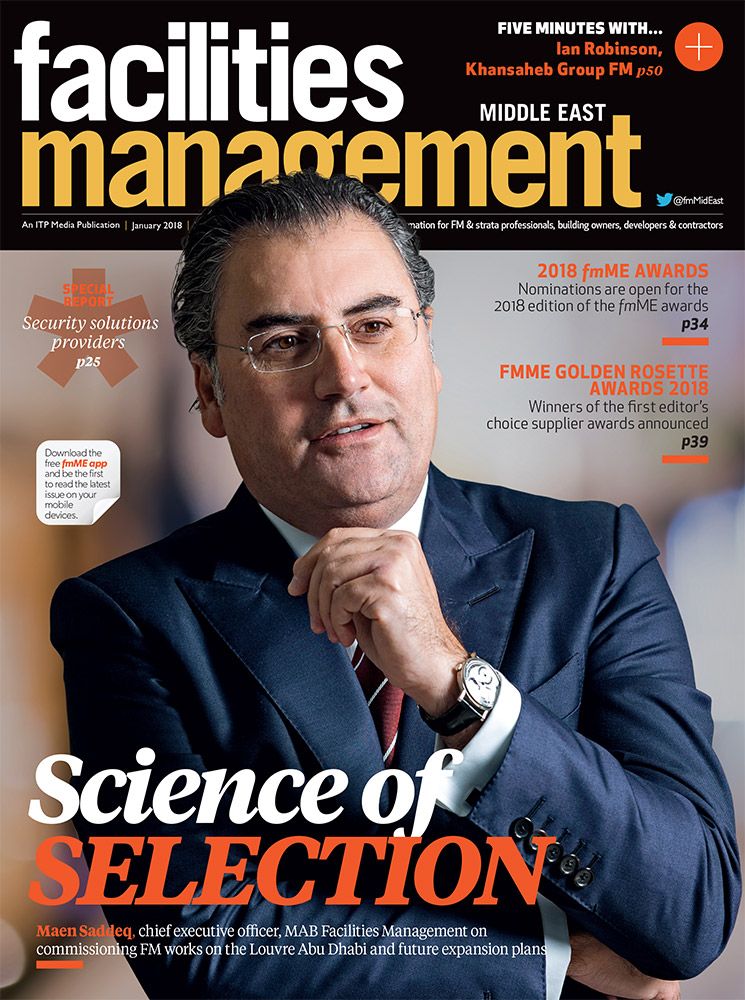 facilities
management
MIDDLE EAST
FIVE MINUTES WITH...
Ian Robinson,
Khansaheb Group FM p50
+
@fmMidEast
An ITP Media Publication | January 2018 |
mation for FM & strata professionals, building owners, developers & contractors
SPECIAL
REPORT
Security solutions
providers
p25
2018 fmME AWARDS
Nominations are open for the
2018 edition of the fmME awards
p34
FMME GOLDEN ROSETTE
AWARDS 2018
Winners of the first editor's
choice supplier awards announced
p39
Download the
free fmME app
and be the first
to read the latest
issue on your
mobile
devices.
Science of
SELECTION
Maen Saddeq, chief executive officer, MAB Facilities Management on
commissioning FM works on the Louvre Abu Dhabi and future expansion plans